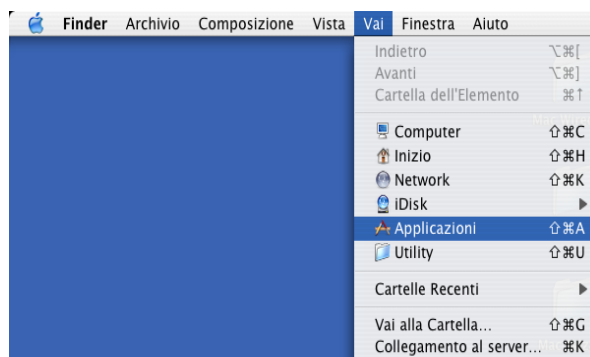 Finder Archivio Composizione Vista Vai Finestra Aiuto
Indietro ⌥⌘[
Avanti ⌥⌘]
Cartella dell'Elemento ⌘↑
Computer ⇧⌘C
Inizio ⇧⌘H
Network ⇧⌘K
iDisk
Applicazioni ⇧⌘A
Utility ⇧⌘U
Cartelle Recenti
Vai alla Cartella... ⇧⌘G
Collegamento al server... ⌘K